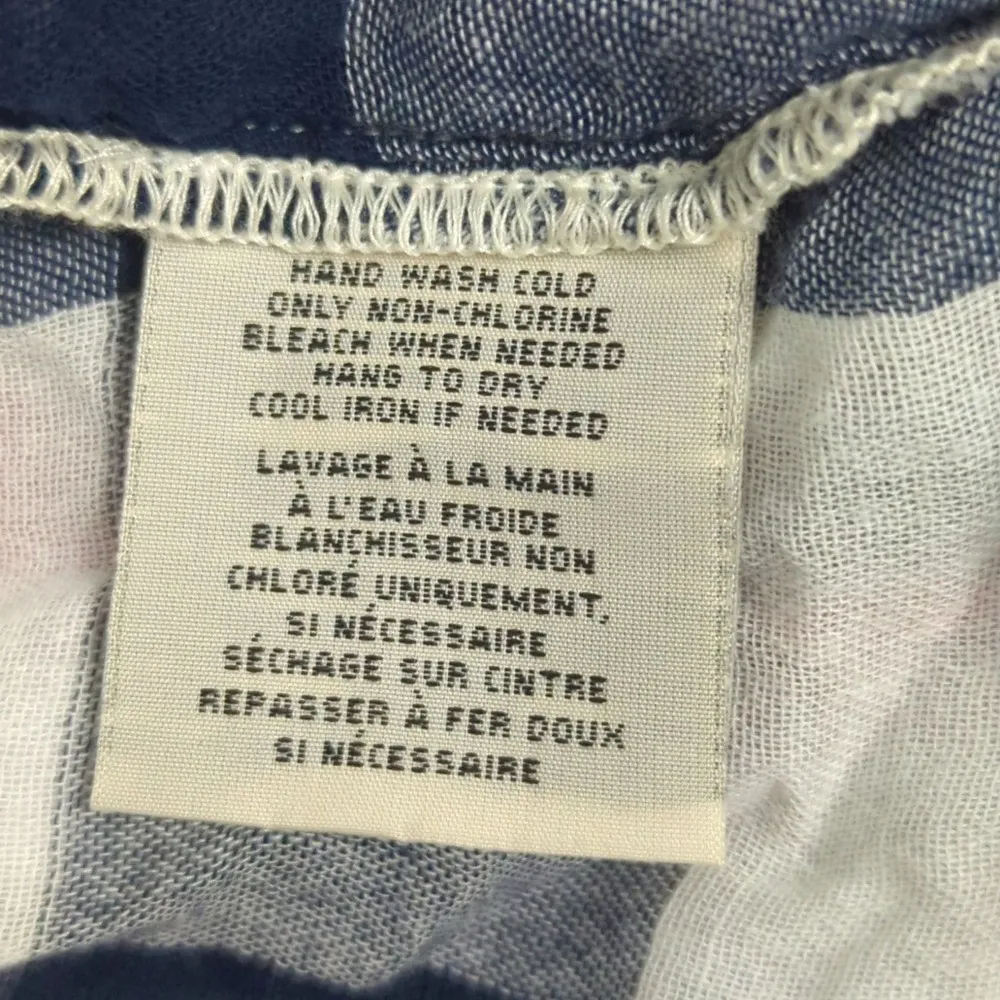 HAND WASH COLD
ONLY NON-CHLORINE
BLEACH WHEN NEEDED
HANG TO DRY
COOL IRON IF NEEDED
LAVAGE À LA MAIN
À L'EAU FROIDE
BLANCHISSEUR NON
CHLORÉ UNIQUEMENT,
SI NÉCESSAIRE
SÉCHAGE SUR CINTRE
REPASSER À FER DOUX
SI NÉCESSAIRE